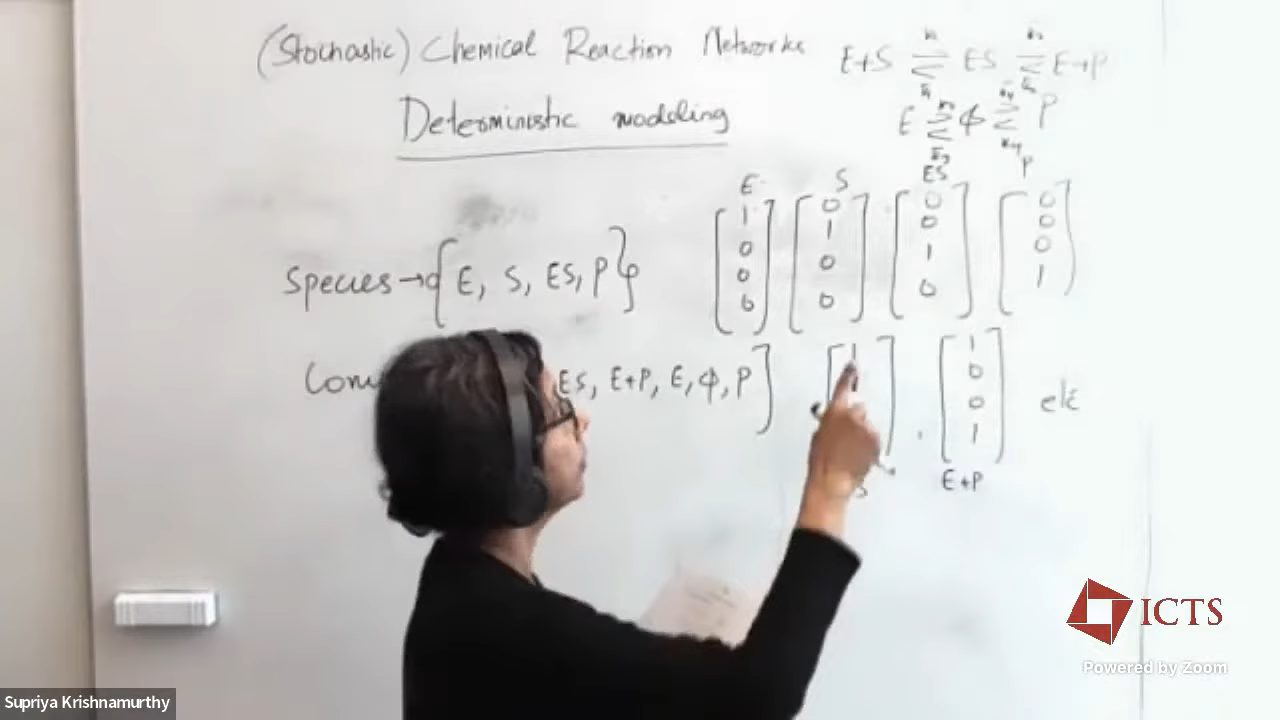 (Stochastic) Chemical Reaction Networks
E+S ⇌ ES ⇌ E+P
Deterministic modeling
E ⇌ φ ⇌ P
E S ES P
Species → { E, S, ES, P }
[1 0 0 0] [0 1 0 0] [0 0 1 0] [0 0 0 1]
ES, E+P, E, φ, P }
[1 0 0 1] etc
E+P
ICTS
Powered by Zoom
Supriya Krishnamurthy